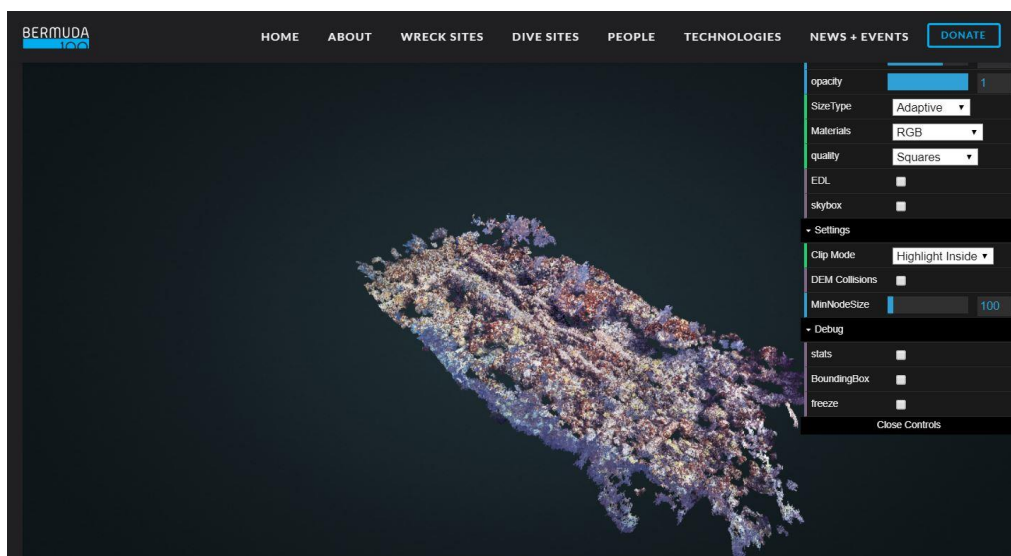 BERMUDA
100
HOME ABOUT WRECK SITES DIVE SITES PEOPLE TECHNOLOGIES NEWS + EVENTS DONATE
opacity 1
SizeType Adaptive
Materials RGB
quality Squares
EDL
skybox
Settings
Clip Mode Highlight Inside
DEM Collisions
MinNodeSize 100
Debug
stats
BoundingBox
freeze
Close Controls